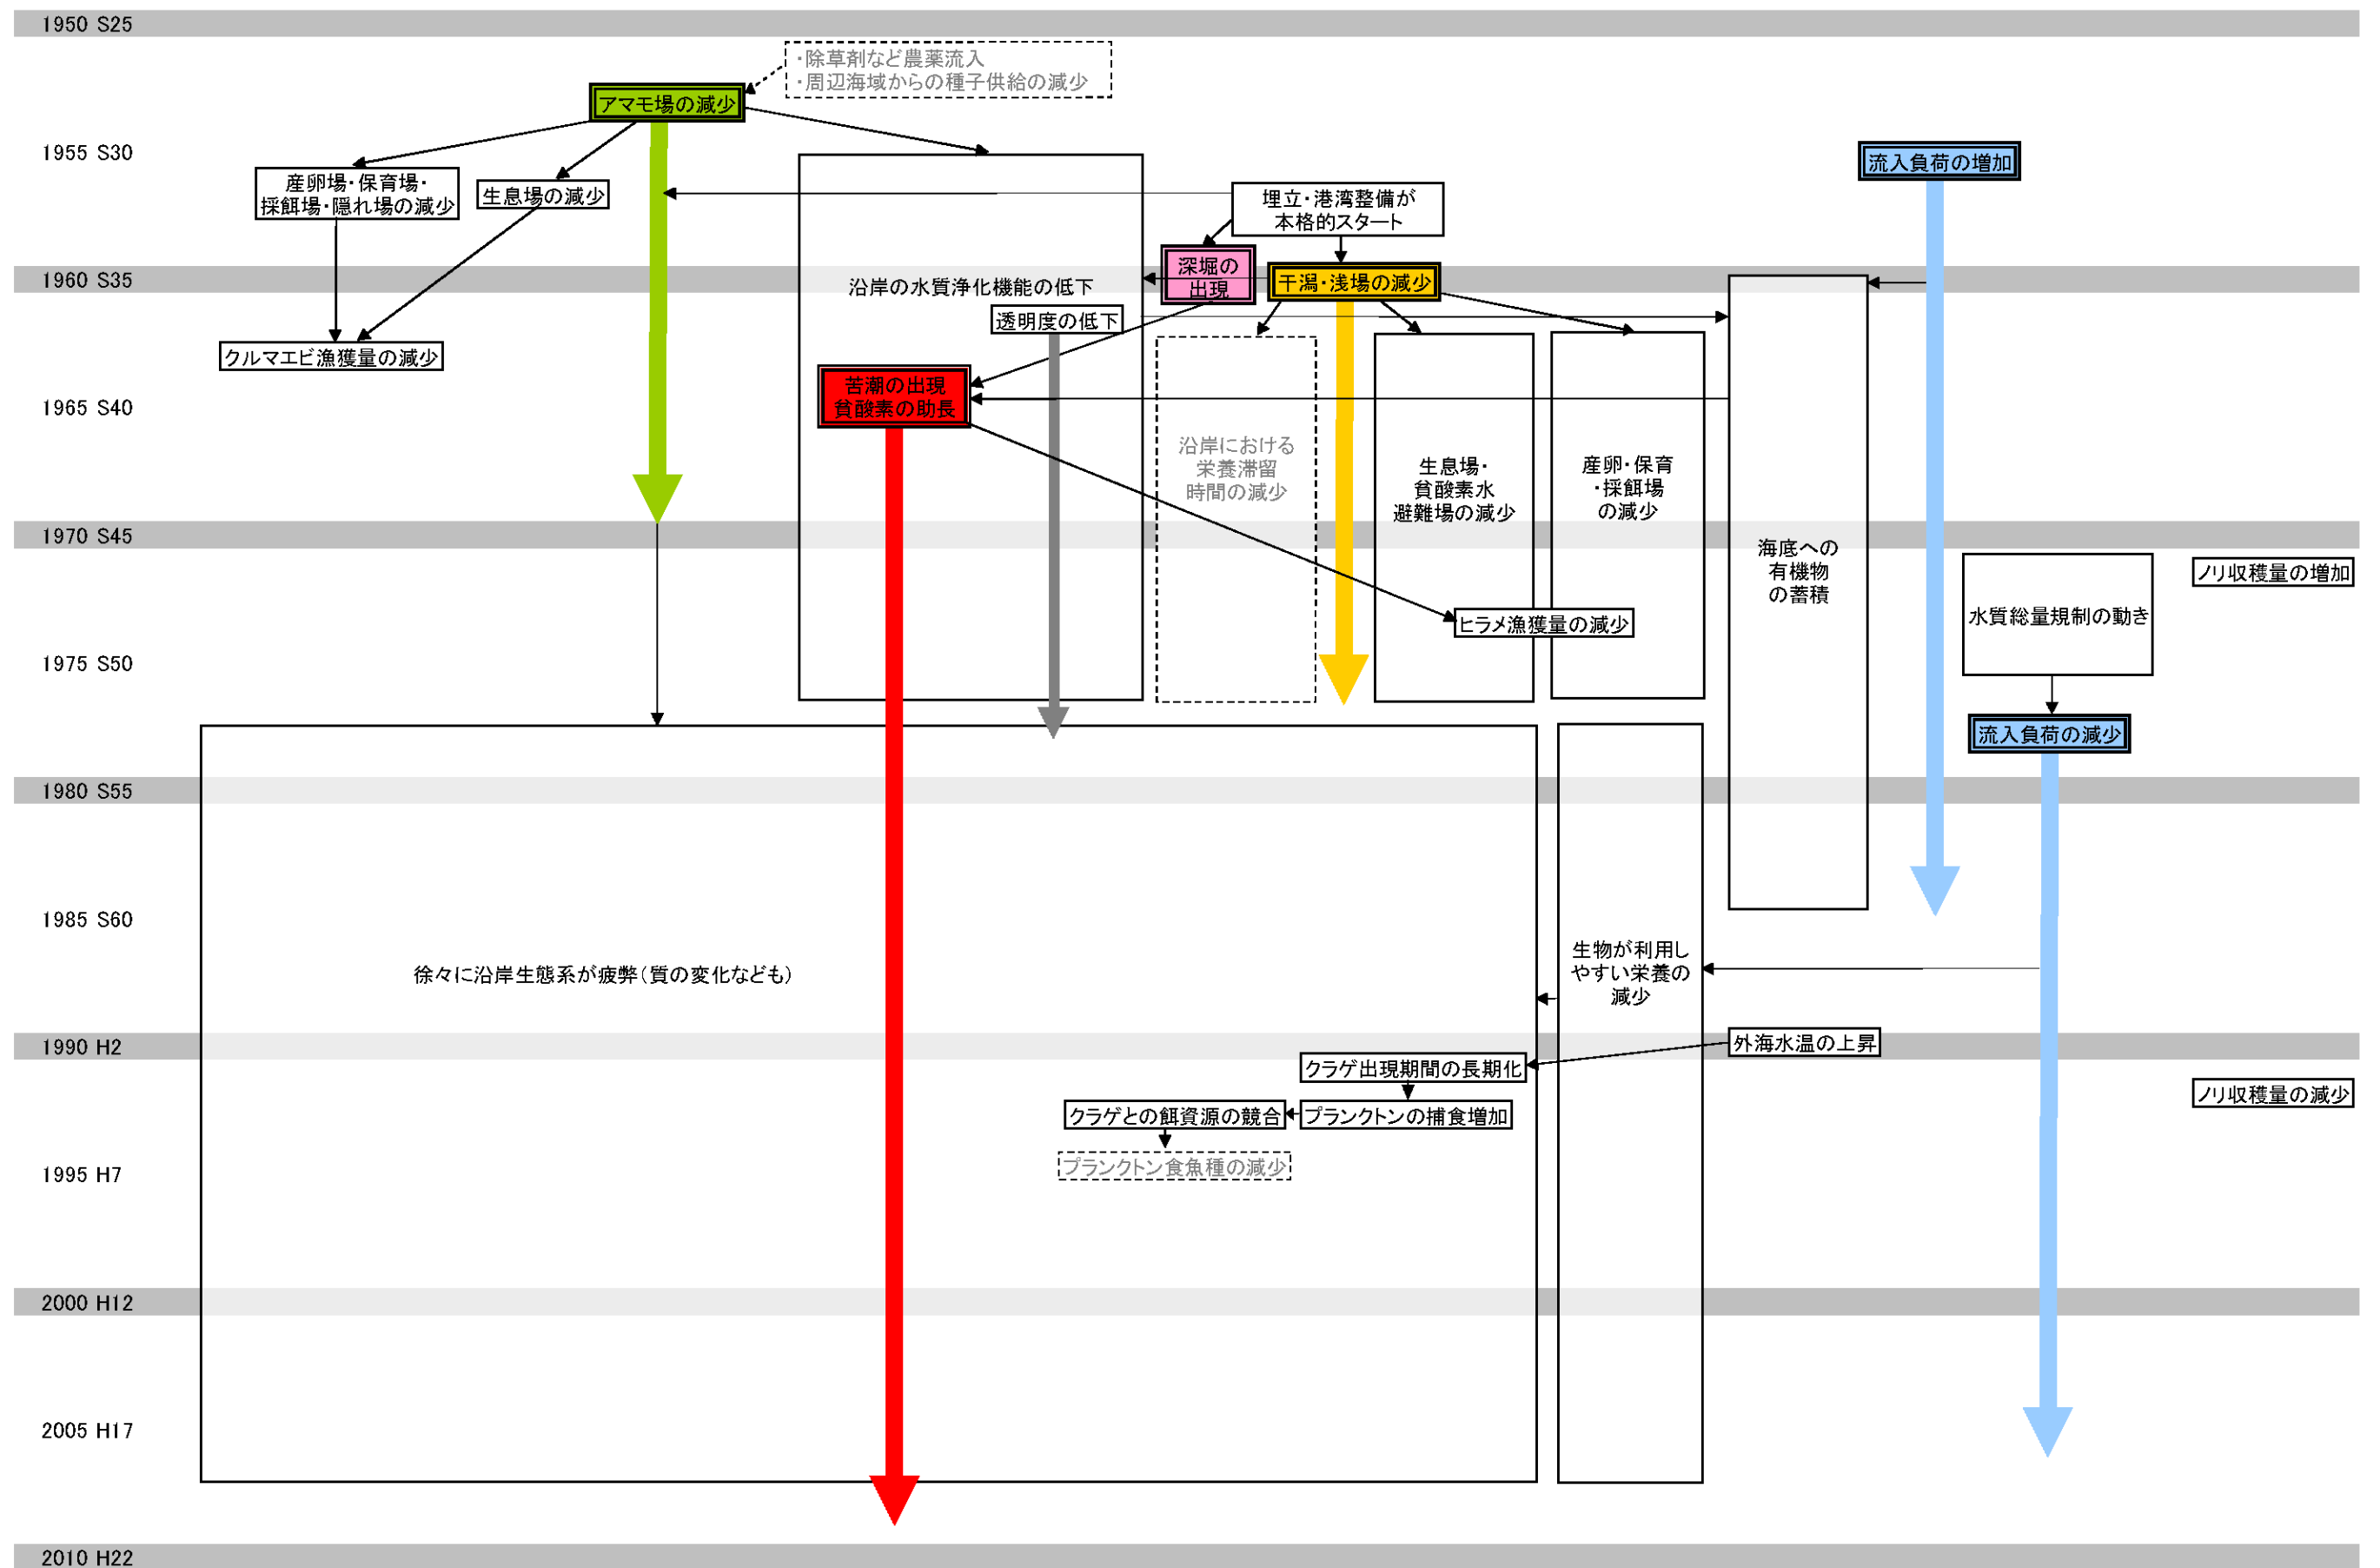 1950 S25
・除草剤など農薬流入
・周辺海域からの種子供給の減少
アマモ場の減少
1955 S30
流入負荷の増加
産卵場・保育場・
採餌場・隠れ場の減少
生息場の減少
埋立・港湾整備が
本格的スタート
1960 S35
沿岸の水質浄化機能の低下
深堀の
出現
干潟・浅場の減少
透明度の低下
クルマエビ漁獲量の減少
苦潮の出現
貧酸素の助長
1965 S40
沿岸における
栄養滞留
時間の減少
生息場・
貧酸素水
避難場の減少
産卵・保育
・採餌場
の減少
1970 S45
海底への
有機物
の蓄積
ノリ収穫量の増加
水質総量規制の動き
ヒラメ漁獲量の減少
1975 S50
流入負荷の減少
1980 S55
1985 S60
徐々に沿岸生態系が疲弊（質の変化なども）
生物が利用し
やすい栄養の
減少
1990 H2
外海水温の上昇
クラゲ出現期間の長期化
ノリ収穫量の減少
クラゲとの餌資源の競合
プランクトンの捕食増加
プランクトン食魚種の減少
1995 H7
2000 H12
2005 H17
2010 H22